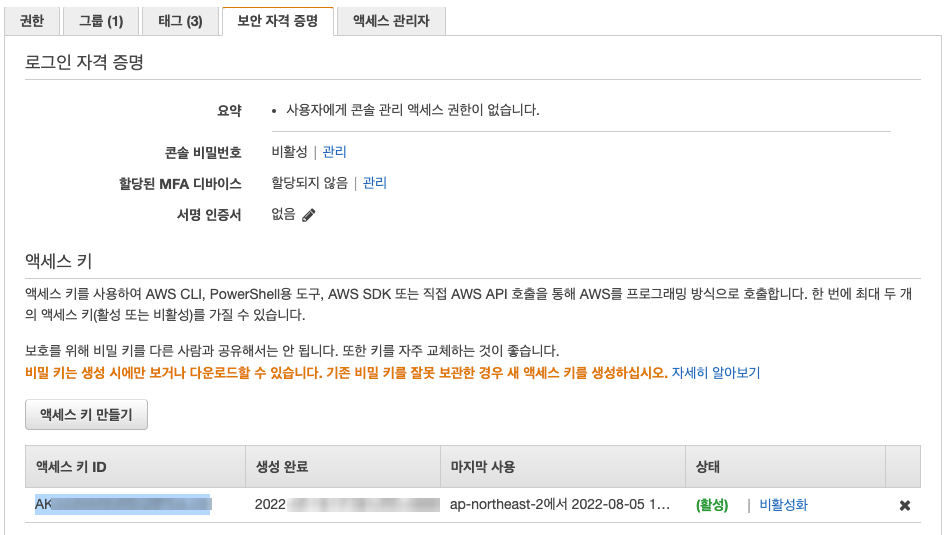 권한 그룹 (1) 태그 (3) 보안 자격 증명 액세스 관리자
로그인 자격 증명
요약 • 사용자에게 콘솔 관리 액세스 권한이 없습니다.
콘솔 비밀번호 비활성 | 관리
할당된 MFA 디바이스 할당되지 않음 | 관리
서명 인증서 없음
액세스 키
액세스 키를 사용하여 AWS CLI, PowerShell용 도구, AWS SDK 또는 직접 AWS API 호출을 통해 AWS를 프로그래밍 방식으로 호출합니다. 한 번에 최대 두 개
의 액세스 키(활성 또는 비활성)를 가질 수 있습니다.
보호를 위해 비밀 키를 다른 사람과 공유해서는 안 됩니다. 또한 키를 자주 교체하는 것이 좋습니다.
비밀 키는 생성 시에만 보거나 다운로드할 수 있습니다. 기존 비밀 키를 잘못 보관한 경우 새 액세스 키를 생성하십시오. 자세히 알아보기
액세스 키 만들기
액세스 키 ID 생성 완료 마지막 사용 상태
AK 2022 ap-northeast-2에서 2022-08-05 1... (활성) | 비활성화